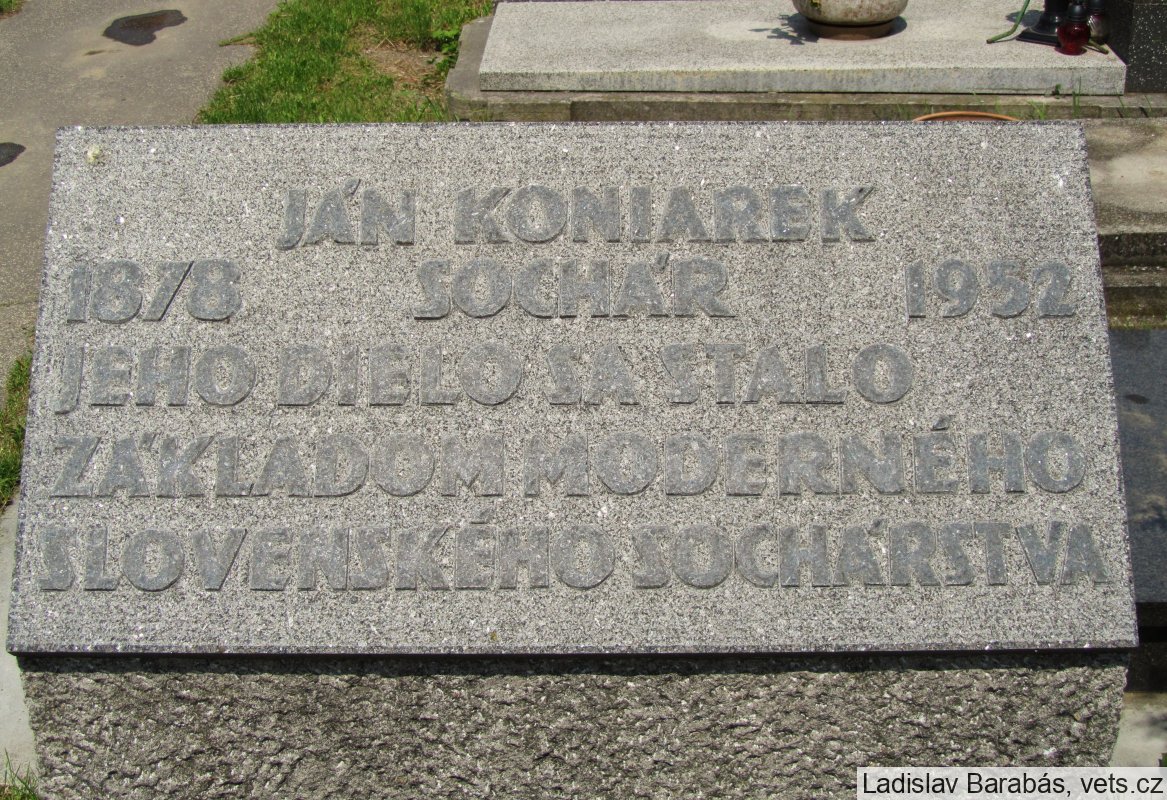 JÁN KONIAREK
1878 SOCHÁR 1952
JEHO DIELO SA STALO
ZÁKLADOM MODERNÉHO
SLOVENSKÉHO SOCHÁRSTVA
Ladislav Barabás, vets.cz